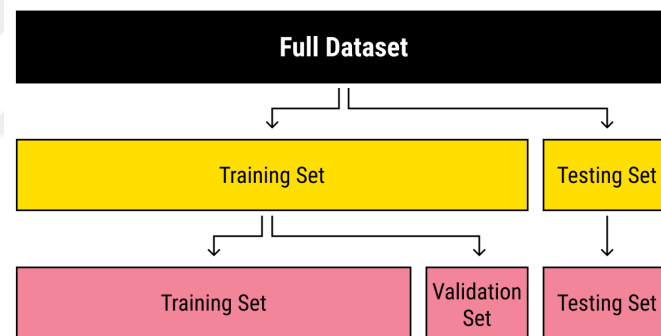 Full Dataset
Training Set
Testing Set
Training Set
Validation
Set
Testing Set